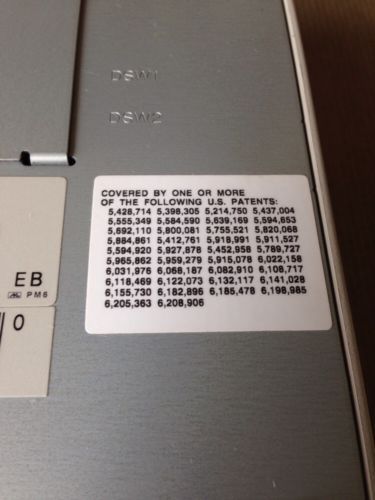 DSW1
DSW2
COVERED BY ONE OR MORE
OF THE FOLLOWING U.S. PATENTS:
5,428,714 5,398,305 5,214,750 5,437,004
5,555,349 5,584,590 5,639,169 5,594,653
5,692,110 5,800,081 5,755,521 5,820,068
5,884,861 5,412,761 5,918,991 5,911,527
5,594,920 5,927,878 5,452,958 5,789,727
5,965,862 5,959,279 5,915,078 6,022,158
6,031,976 6,068,187 6,082,910 6,108,717
6,118,469 6,122,073 6,132,117 6,141,028
6,155,730 6,182,896 6,185,478 6,198,985
6,205,363 6,208,906
EB
PM6
0